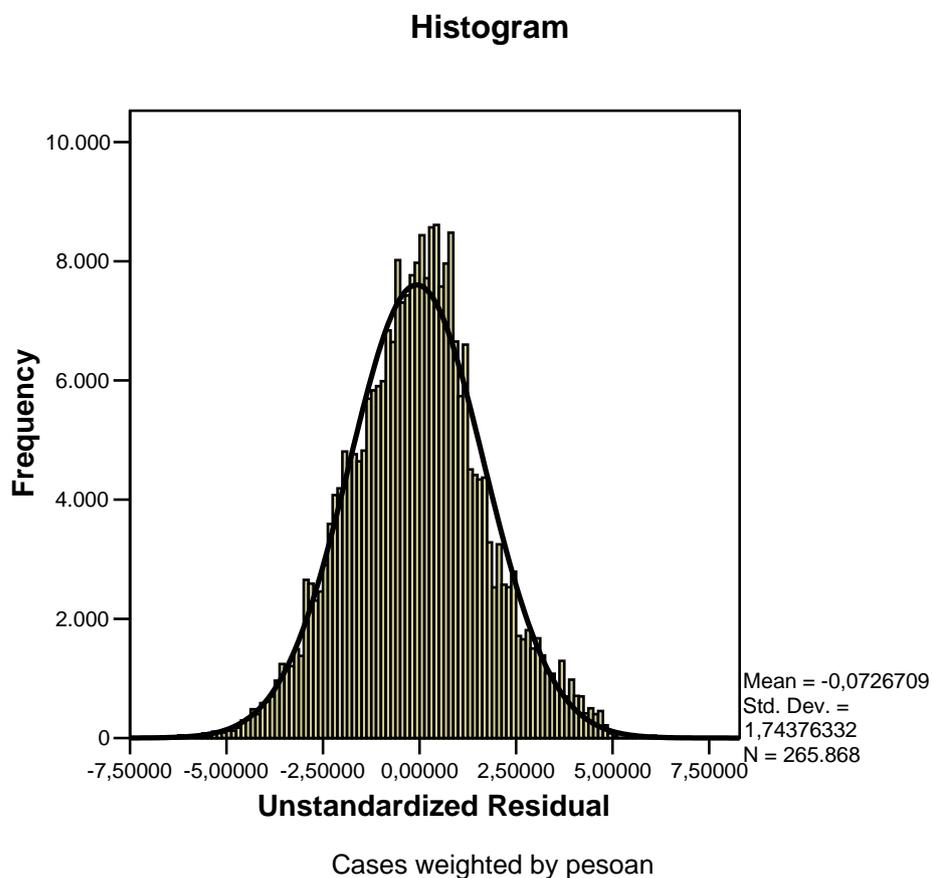 Histogram
10.000
8.000
6.000
4.000
2.000
0
Frequency
-7,50000 -5,00000 -2,50000 0,00000 2,50000 5,00000 7,50000
Unstandardized Residual
Cases weighted by pesoan
Mean = -0,0726709
Std. Dev. =
1,74376332
N = 265.868